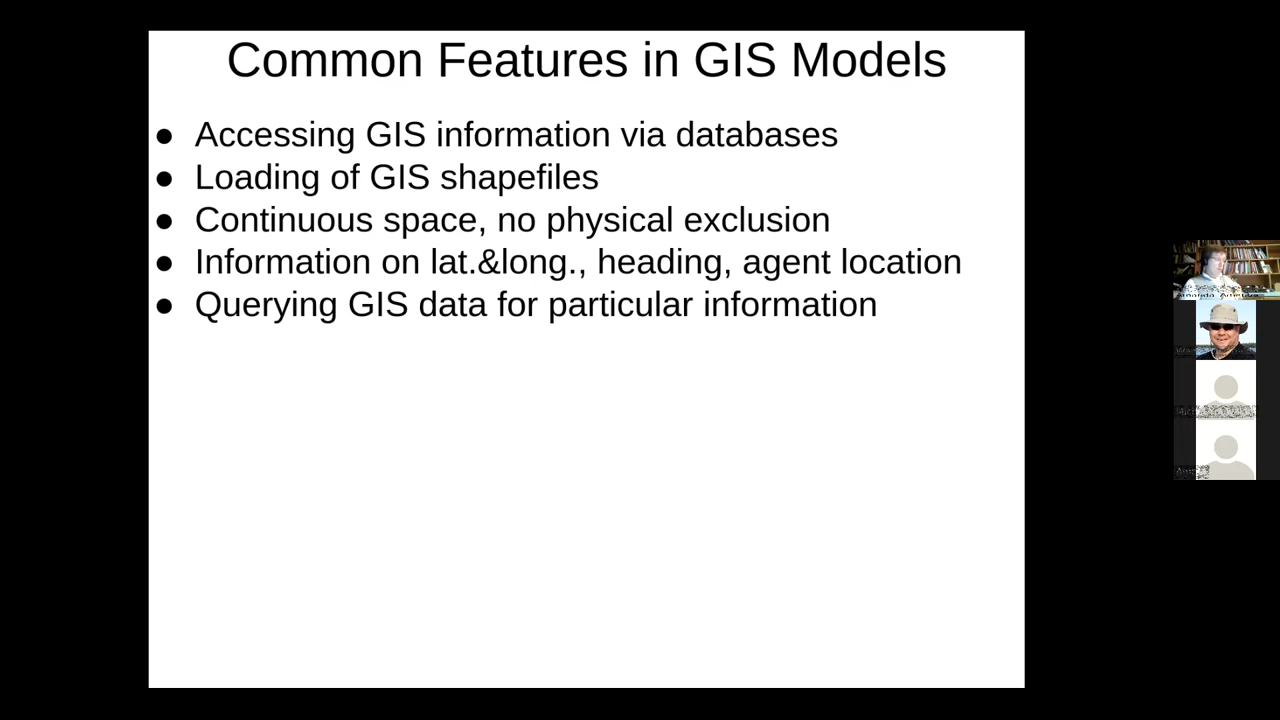 Common Features in GIS Models
● Accessing GIS information via databases
● Loading of GIS shapefiles
● Continuous space, no physical exclusion
● Information on lat.&long., heading, agent location
● Querying GIS data for particular information